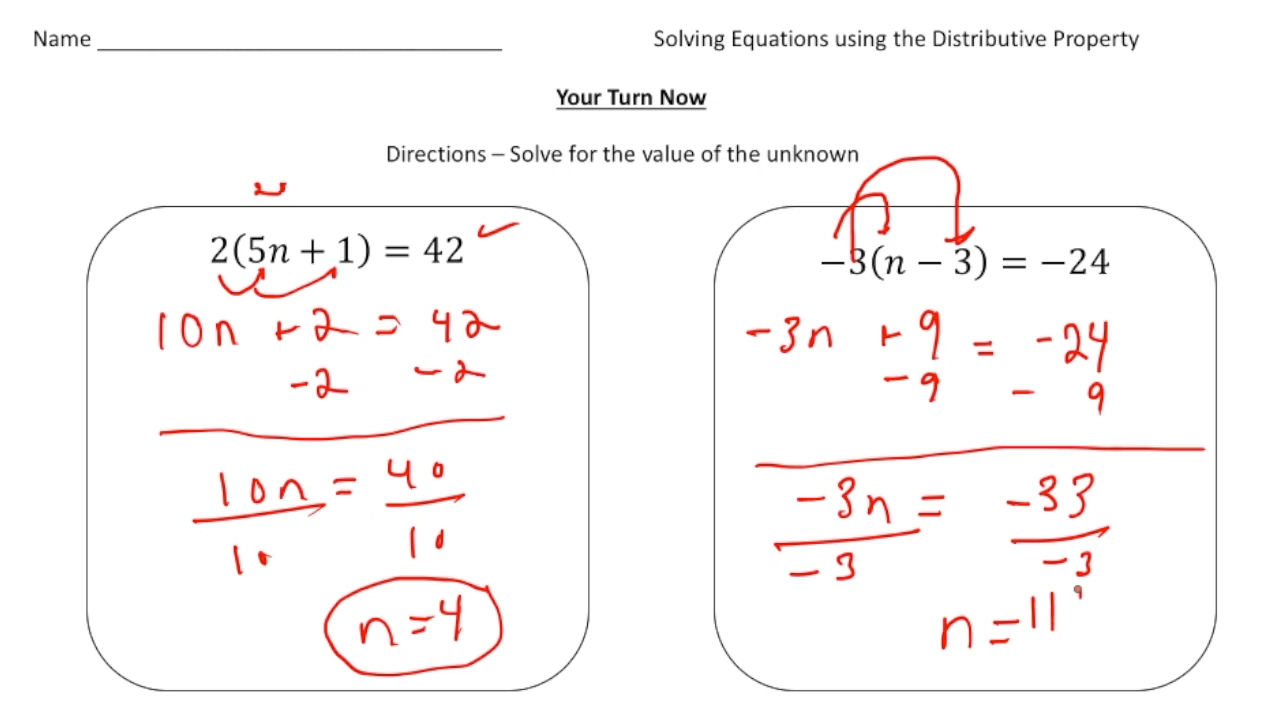 Name ______________________________ Solving Equations using the Distributive Property
Your Turn Now
Directions – Solve for the value of the unknown
2(5n + 1) = 42
10n + 2 = 42
-2 -2
10n = 40
10 10
n = 4
−3(n − 3) = −24
-3n + 9 = -24
-9 - 9
-3n = -33
-3 -3
n = 11